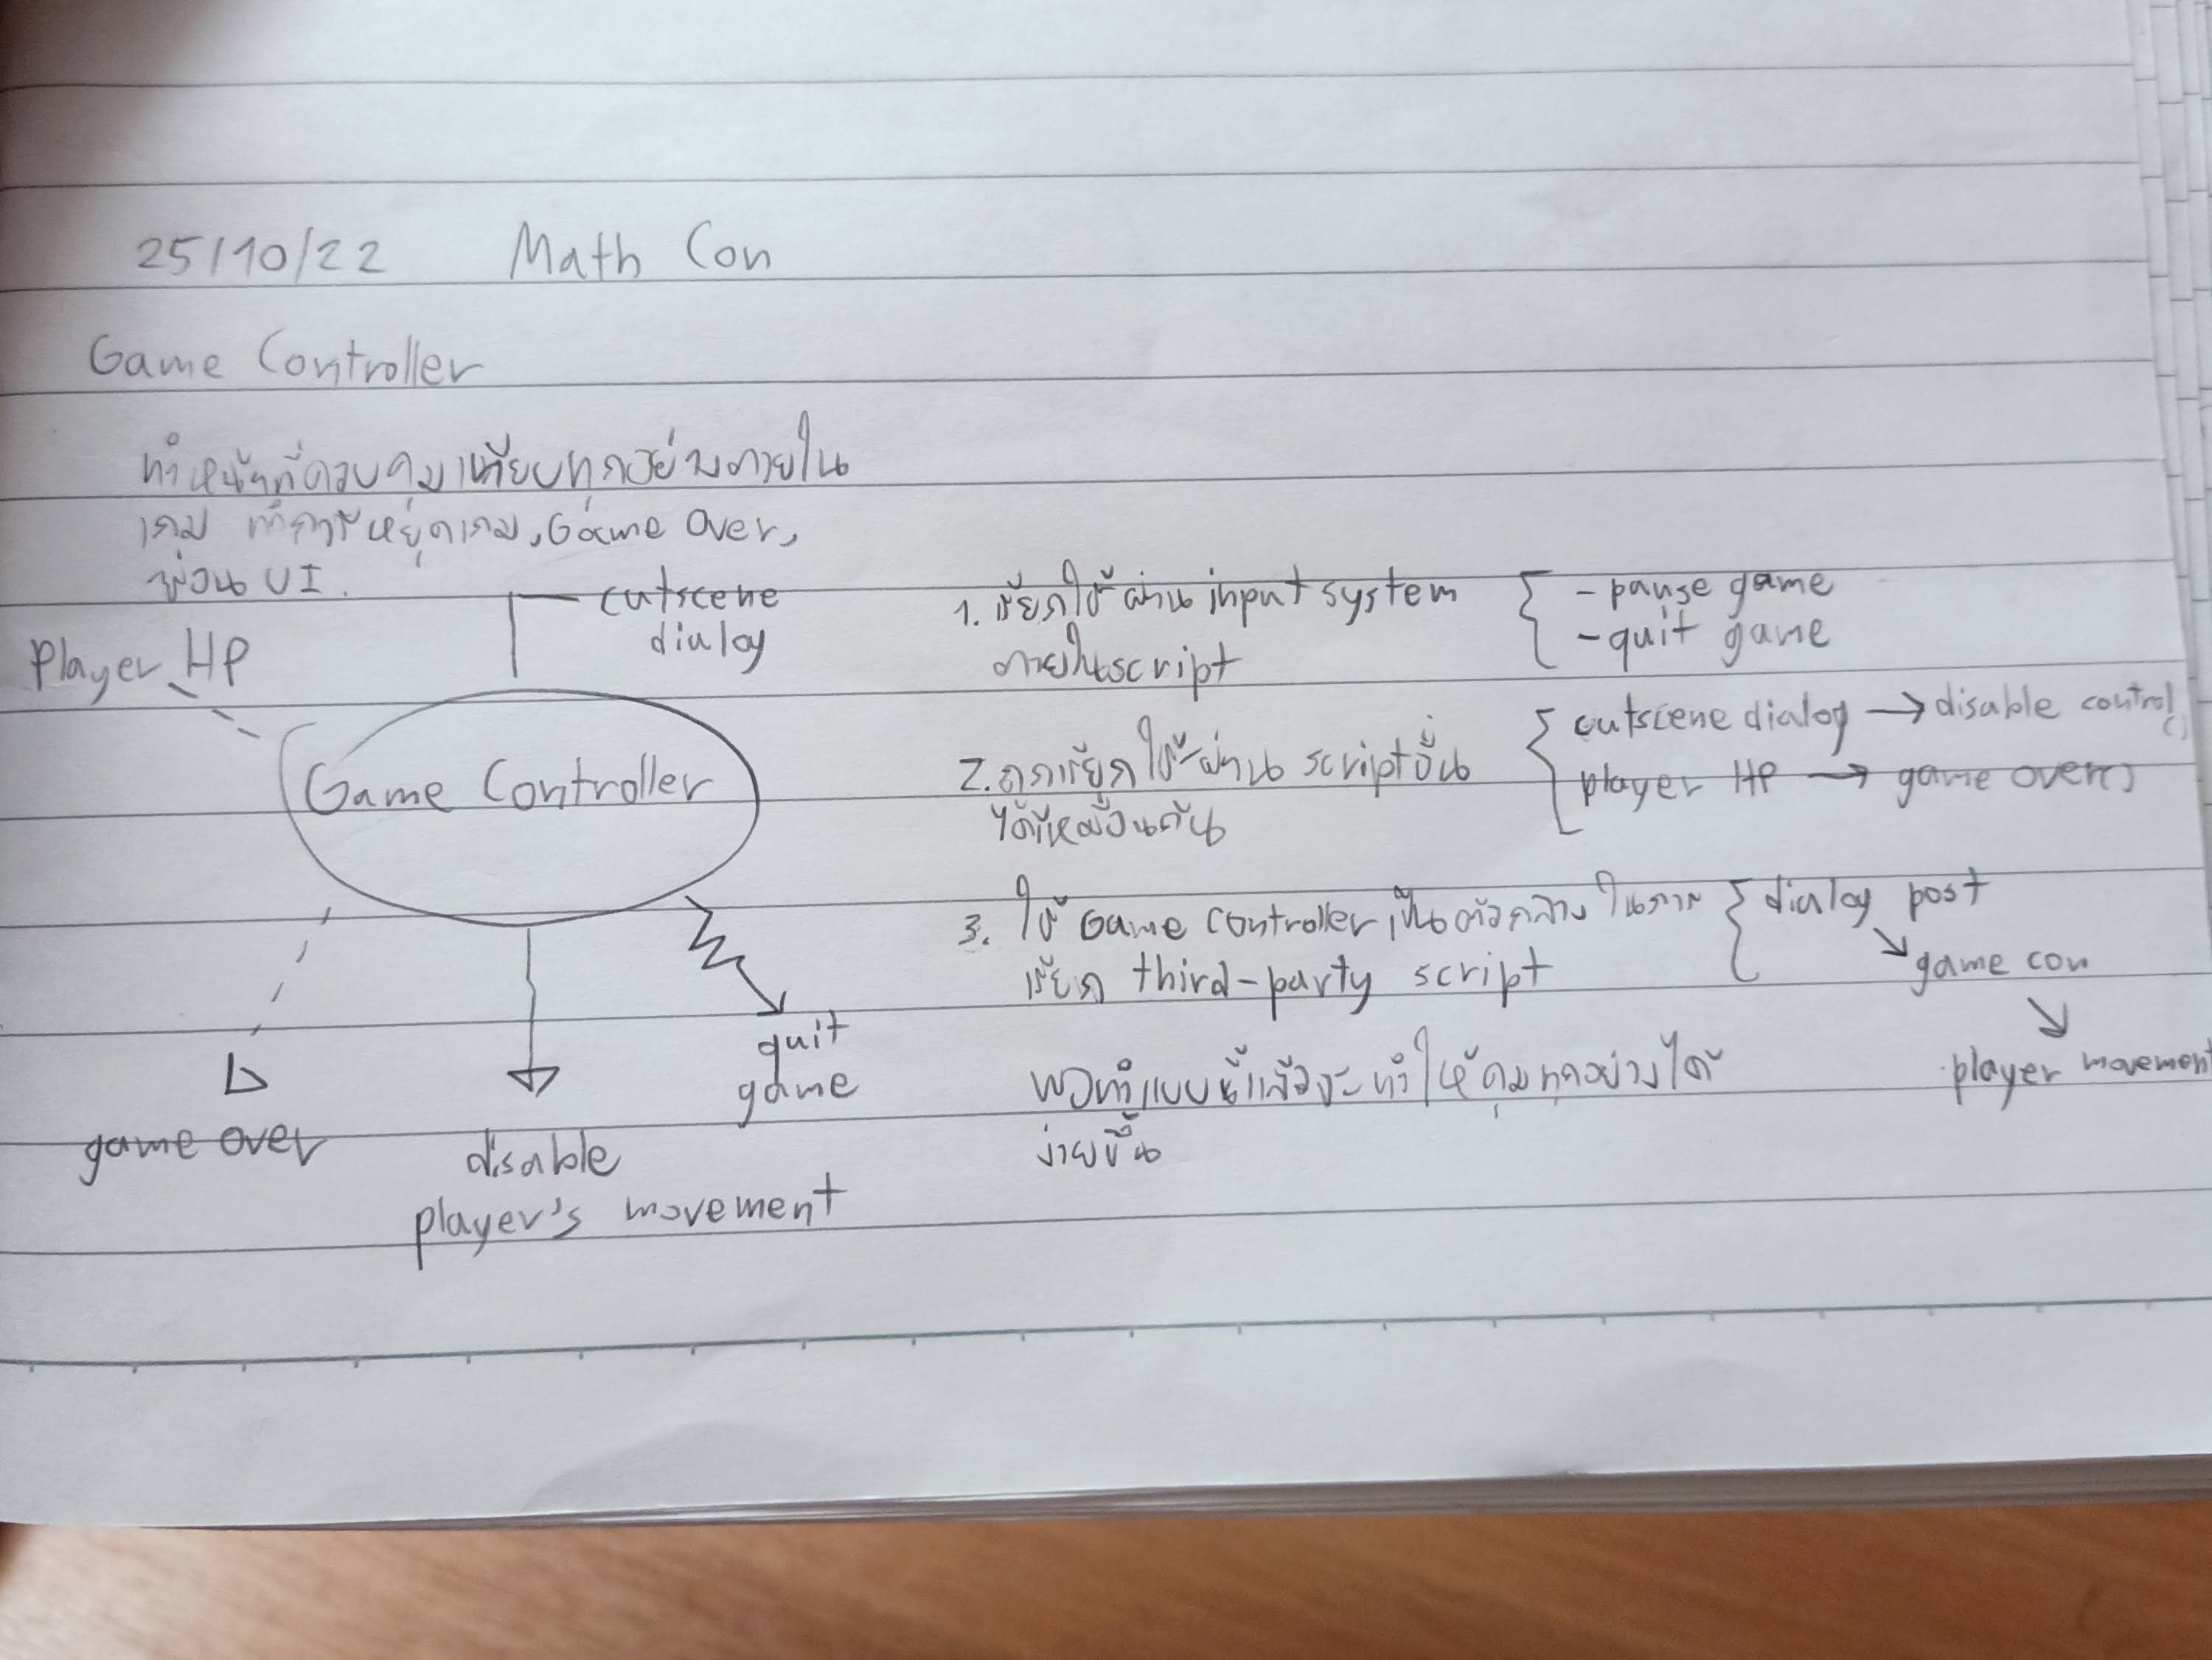 25/10/22 Math Con
Game Controller
ทำหน้าที่ควบคุมเกียบทุกอย่างภายใน
เกม ทำการหยุดเกม, Game Over,
ซ่อน UI.
cutscene
dialog
Player HP
Game Controller
game over
disable
player's movement
quit
game
1. เรียกใช้ผ่าน input system
ภายใน script
- pause game
- quit game
2. ถูกเรียกใช้ผ่าน script อื่น
ได้เหมือนกัน
cutscene dialog → disable control()
player HP → game over()
3. ใช้ Game Controller เป็นตัวกลางในการ
เรียก third-party script
dialog post
↘ game con
↘
player movement
พอทำแบบนี้แล้วจะทำให้คุมทุกอย่างได้
ง่ายขึ้น